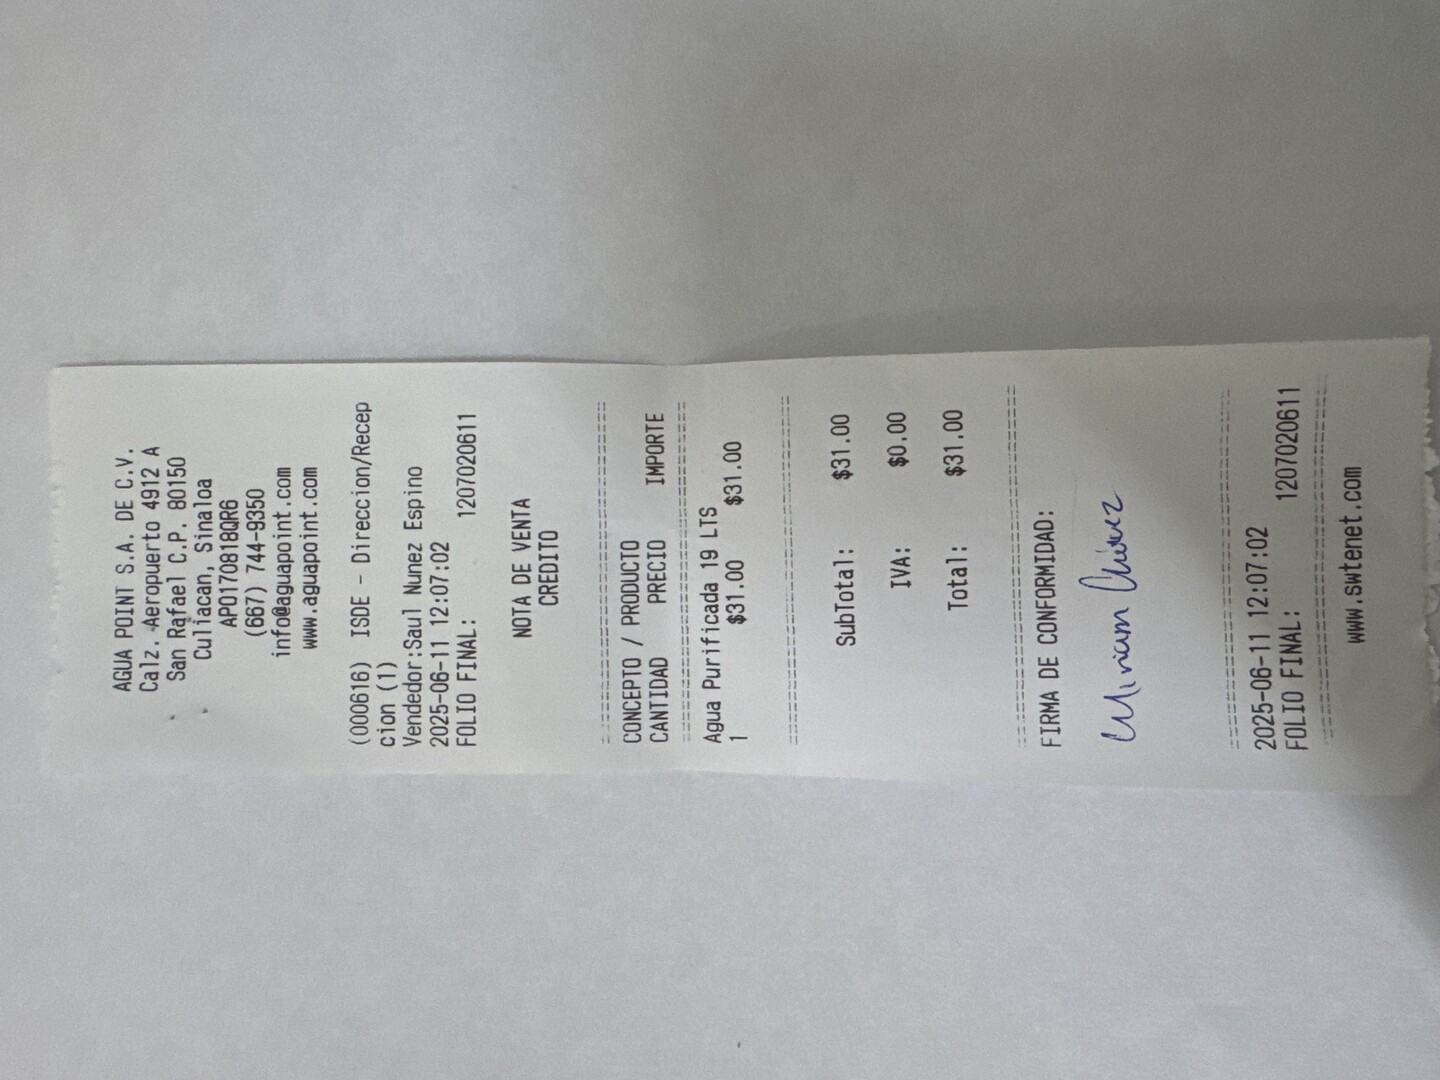 AGUA POINT S.A. DE C.V.
Calz. Aeropuerto 4912 A
San Rafael C.P. 80150
Culiacan, Sinaloa
APO170818QR6
(667) 744-9350
info@aguapoint.com
www.aguapoint.com
(000616) ISDE - Direccion/Recep
cion (1)
Vendedor:Saul Nunez Espino
2025-06-11 12:07:02
FOLIO FINAL: 1207020611
NOTA DE VENTA
CREDITO
CONCEPTO / PRODUCTO
CANTIDAD PRECIO IMPORTE
Agua Purificada 19 LTS
1 $31.00 $31.00
SubTotal: $31.00
IVA: $0.00
Total: $31.00
FIRMA DE CONFORMIDAD:
Miriam Chávez
2025-06-11 12:07:02
FOLIO FINAL: 1207020611
www.swtenet.com